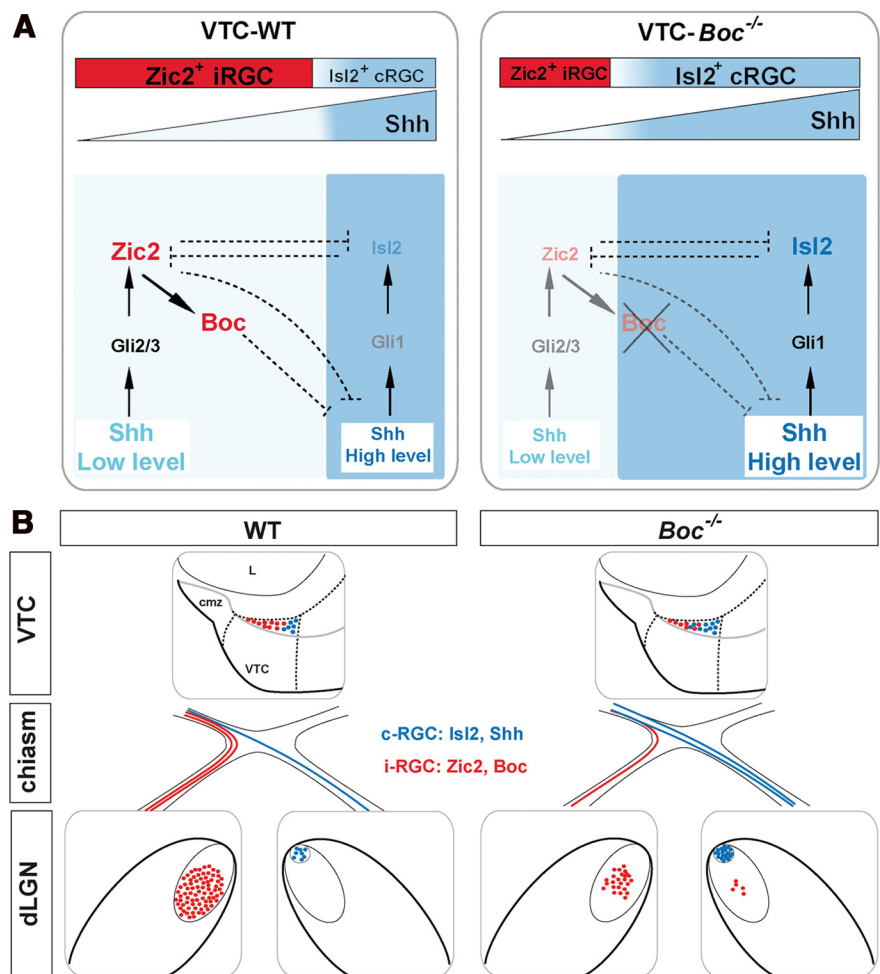 A
VTC-WT
Zic2+ iRGC
Isl2+ cRGC
Shh
Zic2
Isl2
Boc
Gli2/3
Gli1
Shh
Low level
Shh
High level
VTC-Boc-/-
Zic2+ iRGC
Isl2+ cRGC
Shh
Zic2
Isl2
Boc
Gli2/3
Gli1
Shh
Low level
Shh
High level
B
WT
Boc-/-
VTC
L
cmz
VTC
chiasm
c-RGC: Isl2, Shh
i-RGC: Zic2, Boc
dLGN